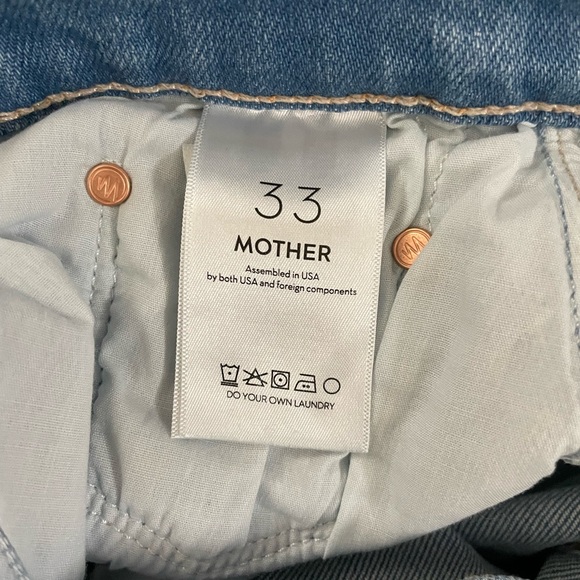 33
MOTHER
Assembled in USA
by both USA and foreign components
DO YOUR OWN LAUNDRY